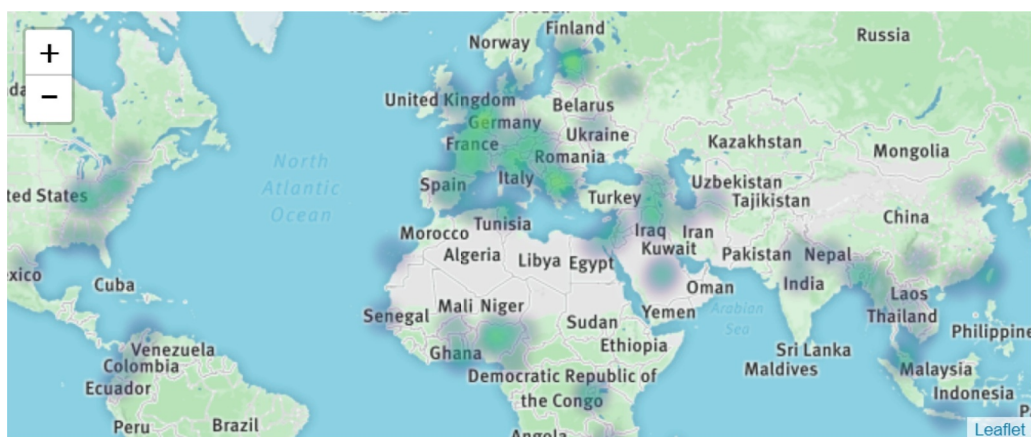 +
−
Finland
Norway
Russia
United Kingdom
Belarus
Germany
Ukraine
Kazakhstan
France
Romania
Mongolia
North
Atlantic
Ocean
ted States
Spain
Italy
Turkey
Uzbekistan
Tajikistan
China
Tunisia
Morocco
Iraq
Iran
Algeria
Libya
Egypt
Kuwait
Pakistan
Nepal
exico
Cuba
Oman
India
Laos
Senegal
Mali
Niger
Sudan
Yemen
Arabian
Sea
Thailand
Philippine
Ghana
Ethiopia
Venezuela
Colombia
Sri Lanka
Maldives
Malaysia
Ecuador
Democratic Republic of
the Congo
Indonesia
Peru
Brazil
Angola
Leaflet